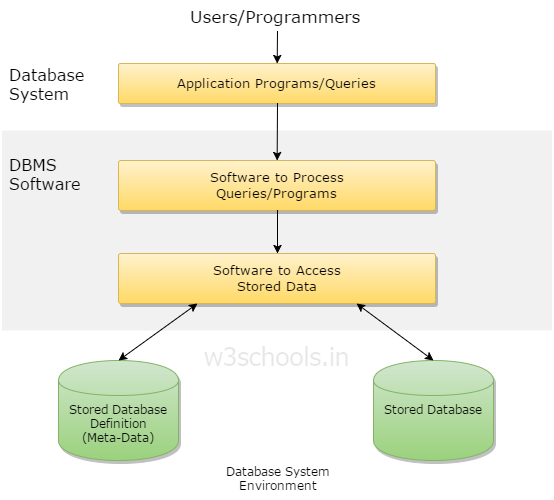 Users/Programmers
Database
System
Application Programs/Queries
DBMS
Software
Software to Process
Queries/Programs
Software to Access
Stored Data
w3schools.in
Stored Database
Definition
(Meta-Data)
Stored Database
Database System
Environment